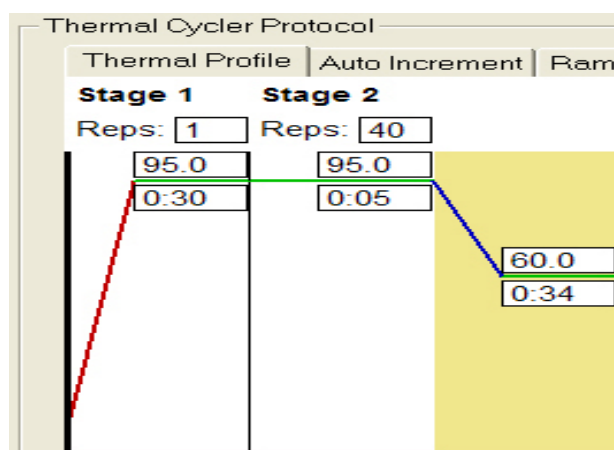 Thermal Cycler Protocol
Thermal Profile Auto Increment Ram
Stage 1 Stage 2
Reps: 1 Reps: 40
95.0 95.0
0:30 0:05
60.0
0:34